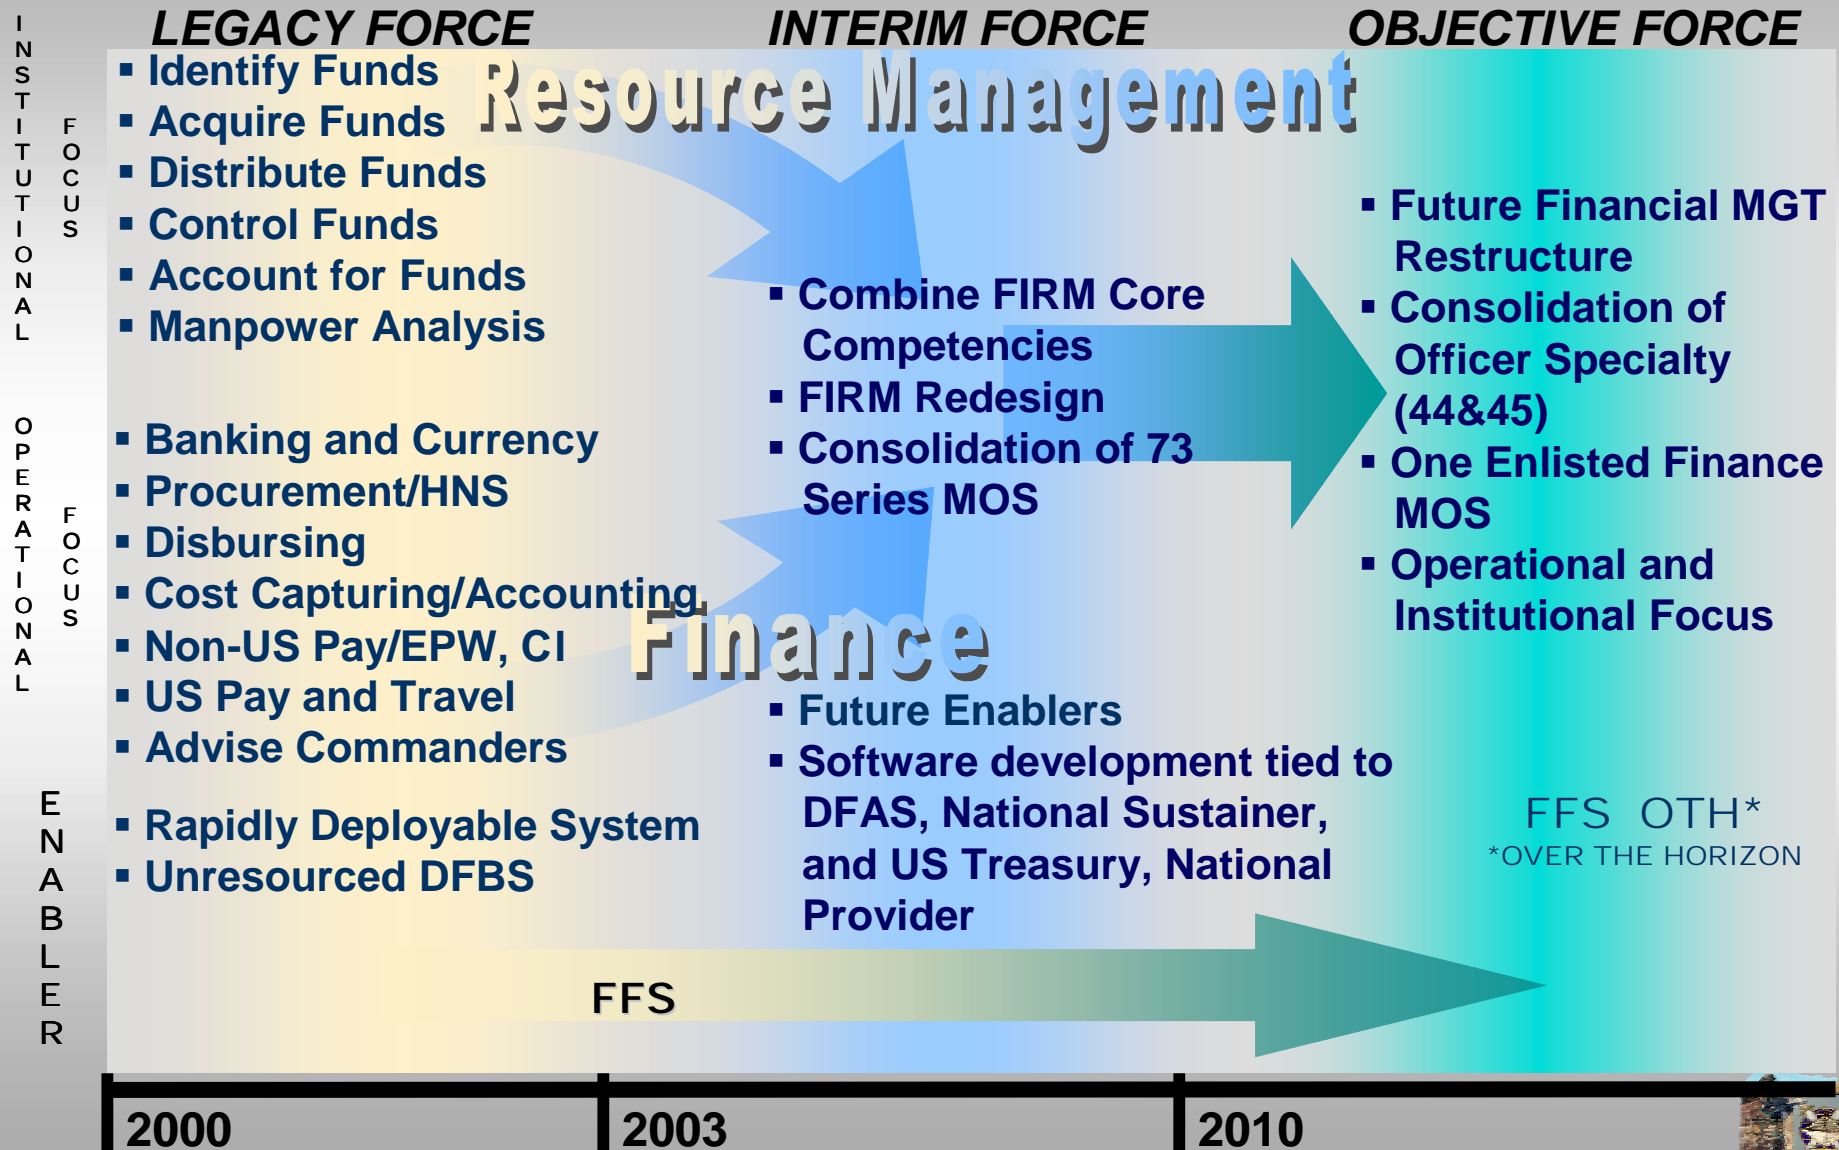 LEGACY FORCE
INTERIM FORCE
OBJECTIVE FORCE
INSTITUTIONAL
FOCUS
OPERATIONAL
FOCUS
ENABLER
Resource Management
▪ Identify Funds
▪ Acquire Funds
▪ Distribute Funds
▪ Control Funds
▪ Account for Funds
▪ Manpower Analysis
▪ Banking and Currency
▪ Procurement/HNS
▪ Disbursing
▪ Cost Capturing/Accounting
▪ Non-US Pay/EPW, CI
▪ US Pay and Travel
▪ Advise Commanders
▪ Rapidly Deployable System
▪ Unresourced DFBS
Finance
▪ Combine FIRM Core
Competencies
▪ FIRM Redesign
▪ Consolidation of 73
Series MOS
▪ Future Enablers
▪ Software development tied to
DFAS, National Sustainer,
and US Treasury, National
Provider
▪ Future Financial MGT
Restructure
▪ Consolidation of
Officer Specialty
(44&45)
▪ One Enlisted Finance
MOS
▪ Operational and
Institutional Focus
FFS OTH*
*OVER THE HORIZON
FFS
2000
2003
2010